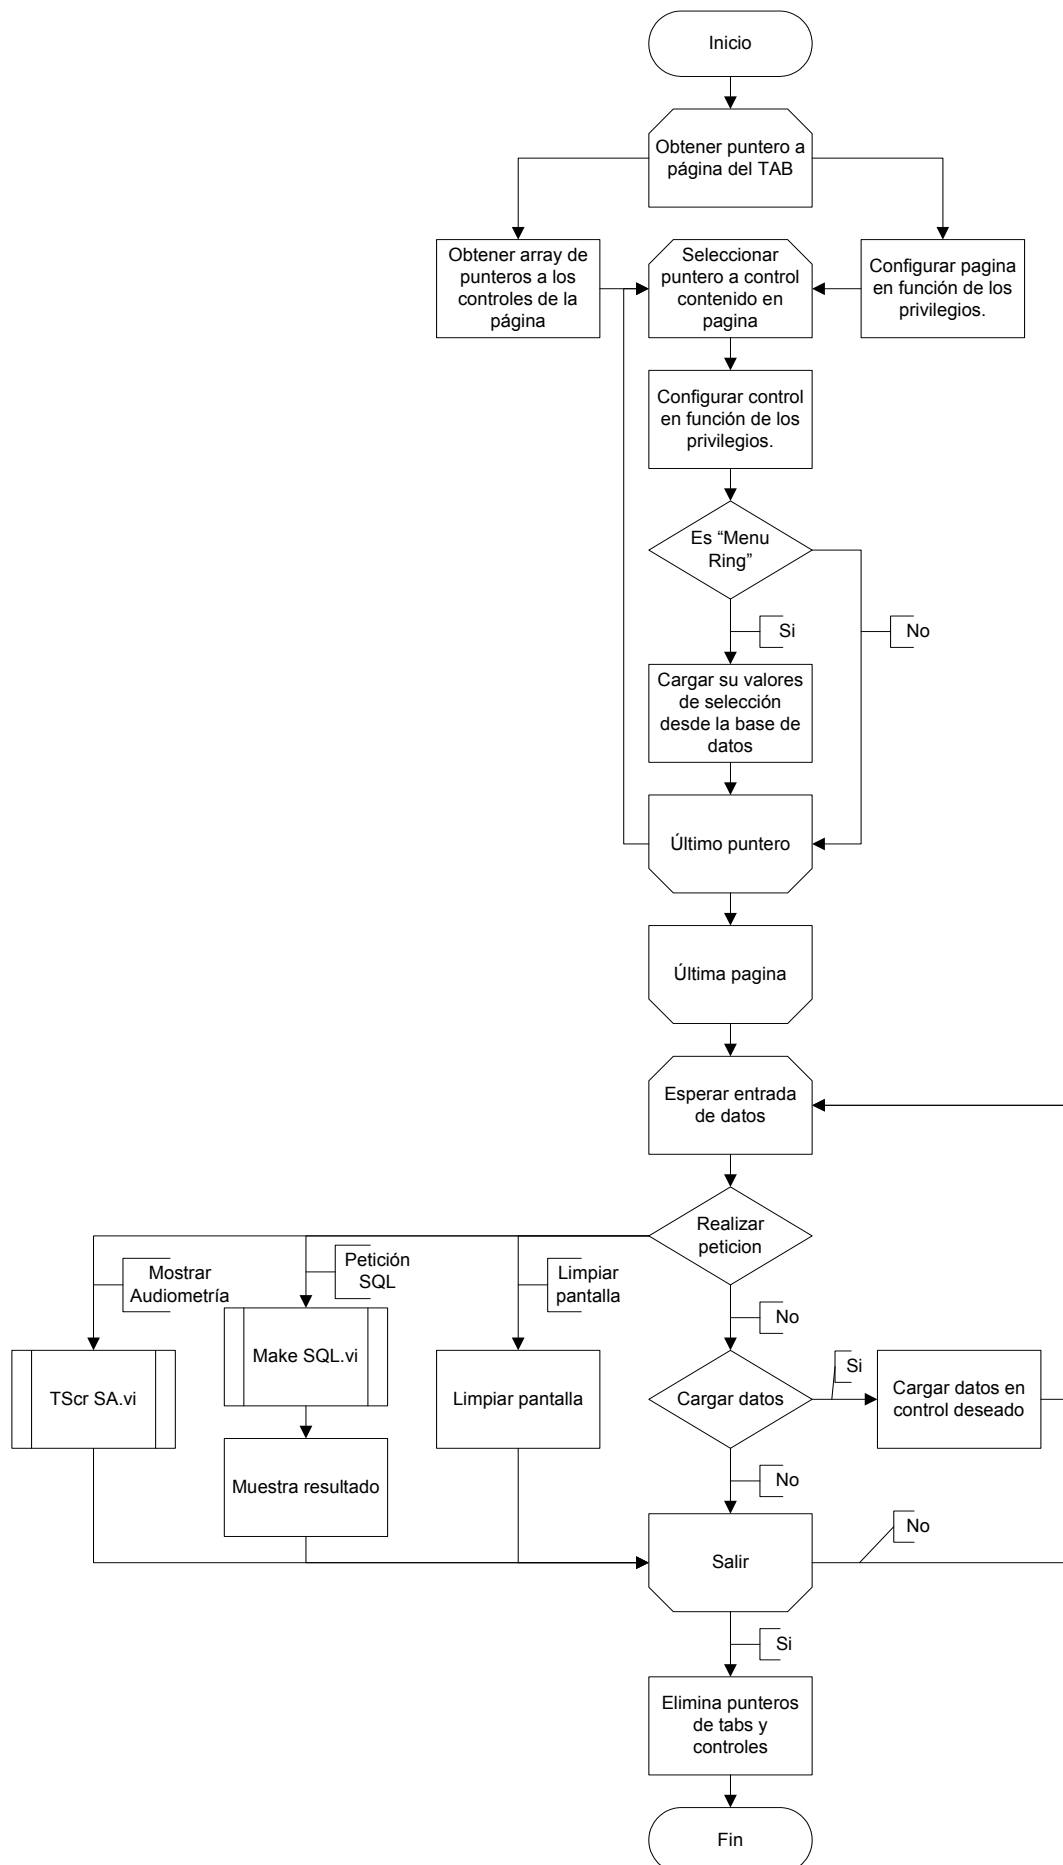 Inicio
Obtener puntero a
página del TAB
Obtener array de
punteros a los
controles de la
página
Seleccionar
puntero a control
contenido en
pagina
Configurar pagina
en función de los
privilegios.
Configurar control
en función de los
privilegios.
Es “Menu
Ring”
Si
No
Cargar su valores
de selección
desde la base de
datos
Último puntero
Última pagina
Esperar entrada
de datos
Realizar
peticion
Mostrar
Audiometría
Petición
SQL
Limpiar
pantalla
No
TScr SA.vi
Make SQL.vi
Limpiar pantalla
Cargar datos
Si
Cargar datos en
control deseado
Muestra resultado
No
Salir
No
Si
Elimina punteros
de tabs y
controles
Fin